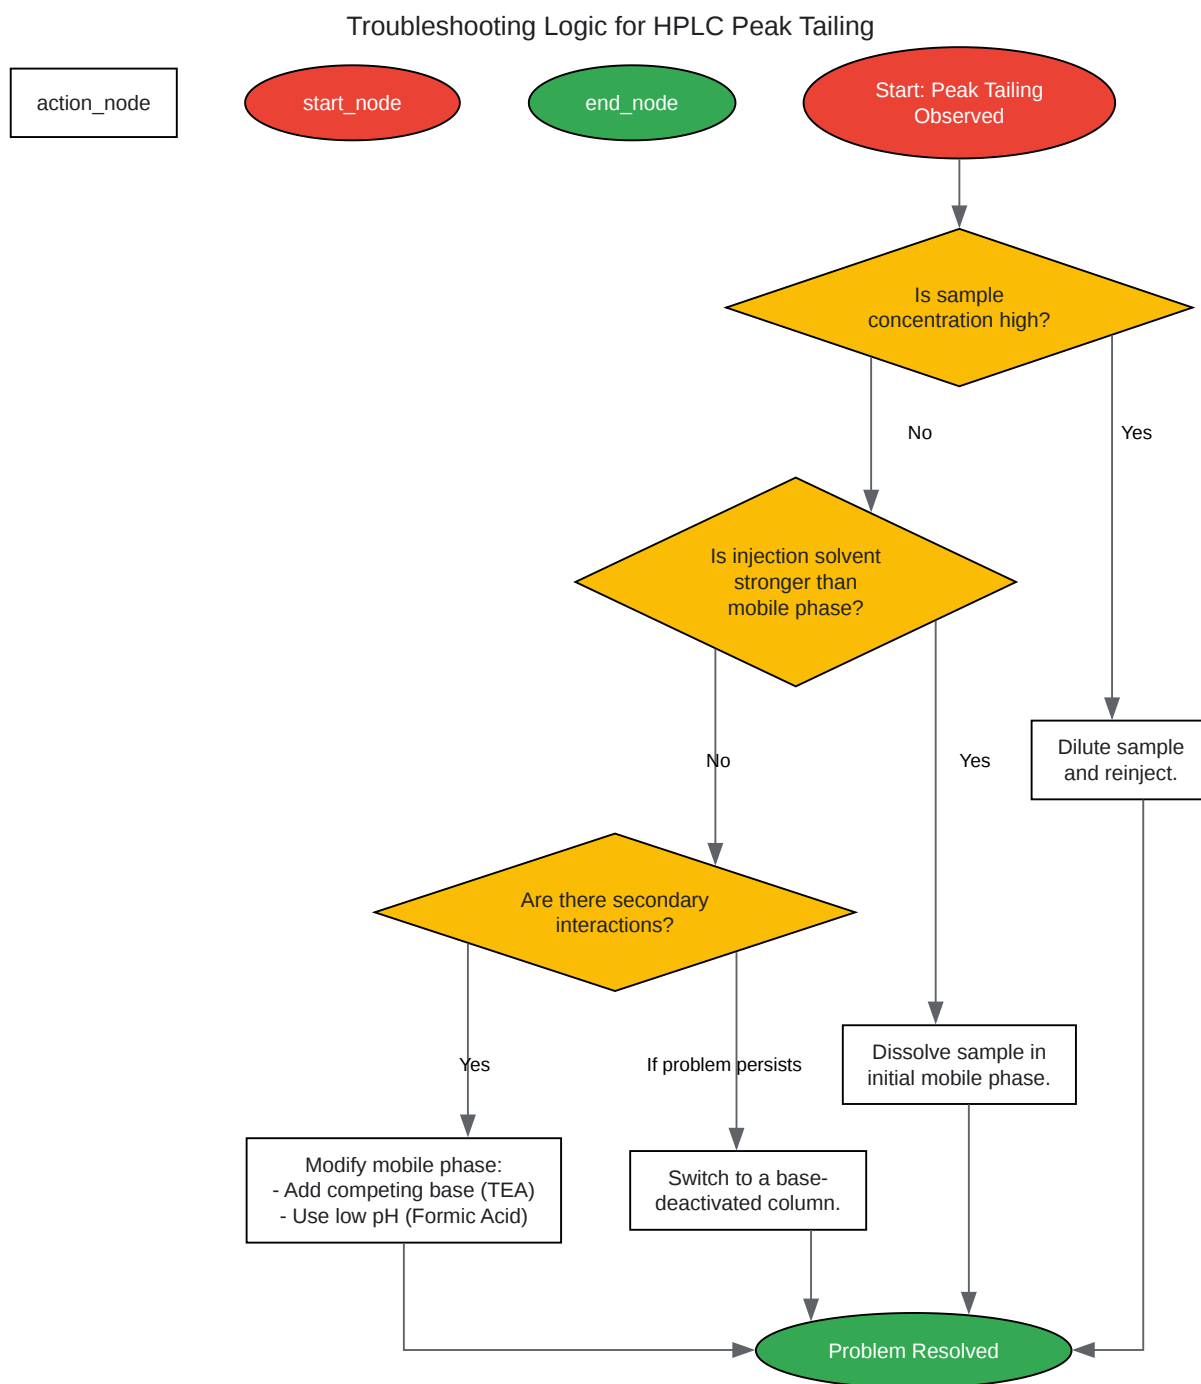 Troubleshooting Logic for HPLC Peak Tailing
action_node
start_node
end_node
Start: Peak Tailing
Observed
Is sample
concentration high?
No
Yes
Is injection solvent
stronger than
mobile phase?
No
Yes
Dilute sample
and reinject.
Are there secondary
interactions?
Yes
If problem persists
Dissolve sample in
initial mobile phase.
Modify mobile phase:
- Add competing base (TEA)
- Use low pH (Formic Acid)
Switch to a base-
deactivated column.
Problem Resolved